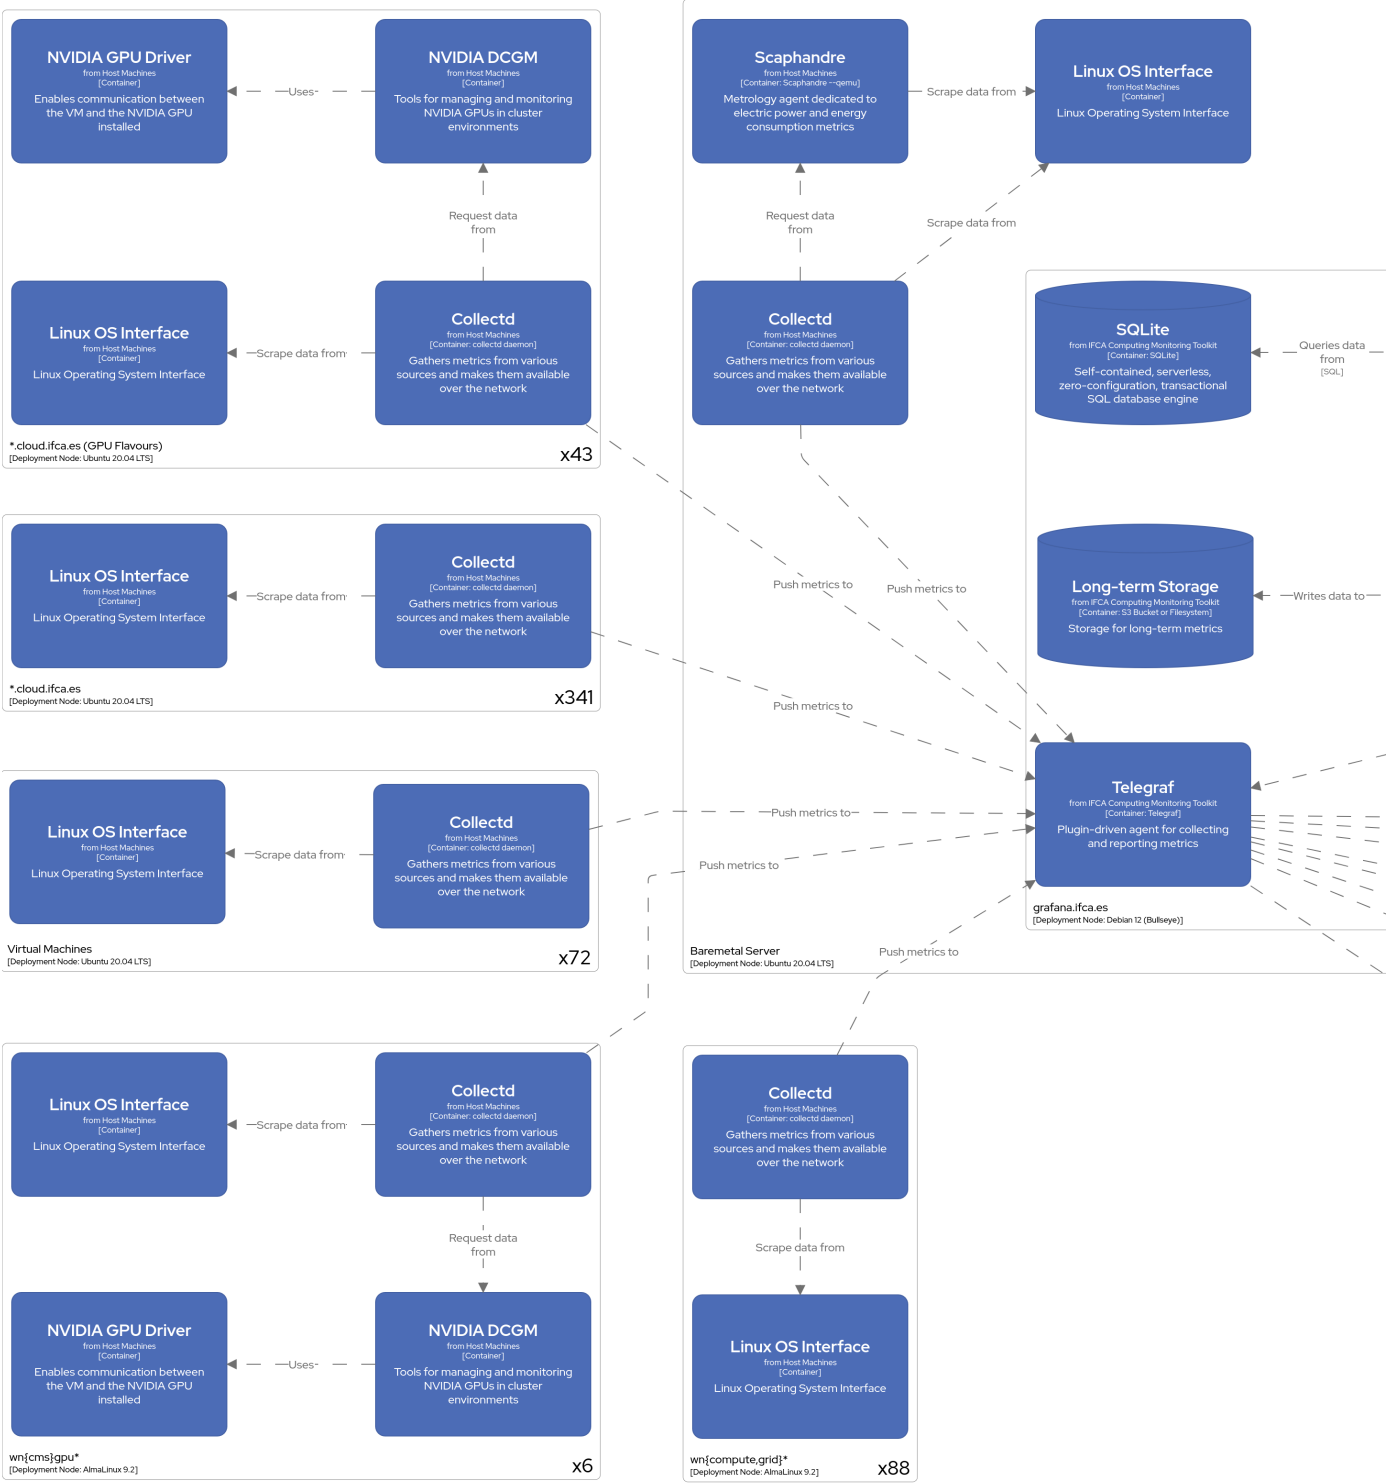 NVIDIA GPU Driver
from Host Machines
[Container]
Enables communication between
the VM and the NVIDIA GPU
installed
Uses
NVIDIA DCGM
from Host Machines
[Container]
Tools for managing and monitoring
NVIDIA GPUs in cluster
environments
Request data
from
Linux OS Interface
from Host Machines
[Container]
Linux Operating System Interface
Scrape data from
Collectd
from Host Machines
[Container: collectd daemon]
Gathers metrics from various
sources and makes them available
over the network
*.cloud.ifca.es (GPU Flavours)
[Deployment Node: Ubuntu 20.04 LTS]
x43
Linux OS Interface
from Host Machines
[Container]
Linux Operating System Interface
Scrape data from
Collectd
from Host Machines
[Container: collectd daemon]
Gathers metrics from various
sources and makes them available
over the network
*.cloud.ifca.es
[Deployment Node: Ubuntu 20.04 LTS]
x341
Linux OS Interface
from Host Machines
[Container]
Linux Operating System Interface
Scrape data from
Collectd
from Host Machines
[Container: collectd daemon]
Gathers metrics from various
sources and makes them available
over the network
Virtual Machines
[Deployment Node: Ubuntu 20.04 LTS]
x72
Linux OS Interface
from Host Machines
[Container]
Linux Operating System Interface
Scrape data from
Collectd
from Host Machines
[Container: collectd daemon]
Gathers metrics from various
sources and makes them available
over the network
Request data
from
NVIDIA GPU Driver
from Host Machines
[Container]
Enables communication between
the VM and the NVIDIA GPU
installed
Uses
NVIDIA DCGM
from Host Machines
[Container]
Tools for managing and monitoring
NVIDIA GPUs in cluster
environments
wn{cms}gpu*
[Deployment Node: AlmaLinux 9.2]
x6
Scaphandre
from Host Machines
[Container: Scaphandre --qemu]
Metrology agent dedicated to
electric power and energy
consumption metrics
Scrape data from
Linux OS Interface
from Host Machines
[Container]
Linux Operating System Interface
Request data
from
Scrape data from
Collectd
from Host Machines
[Container: collectd daemon]
Gathers metrics from various
sources and makes them available
over the network
SQLite
from IFCA Computing Monitoring Toolkit
[Container: SQLite]
Self-contained, serverless,
zero-configuration, transactional
SQL database engine
Queries data
from
[SQL]
Long-term Storage
from IFCA Computing Monitoring Toolkit
[Container: S3 Bucket or Filesystem]
Storage for long-term metrics
Writes data to
Push metrics to
Push metrics to
Push metrics to
Push metrics to
Push metrics to
Push metrics to
Telegraf
from IFCA Computing Monitoring Toolkit
[Container: Telegraf]
Plugin-driven agent for collecting
and reporting metrics
grafana.ifca.es
[Deployment Node: Debian 12 (Bullseye)]
Baremetal Server
[Deployment Node: Ubuntu 20.04 LTS]
Collectd
from Host Machines
[Container: collectd daemon]
Gathers metrics from various
sources and makes them available
over the network
Scrape data from
Linux OS Interface
from Host Machines
[Container]
Linux Operating System Interface
wn{compute,grid}*
[Deployment Node: AlmaLinux 9.2]
x88